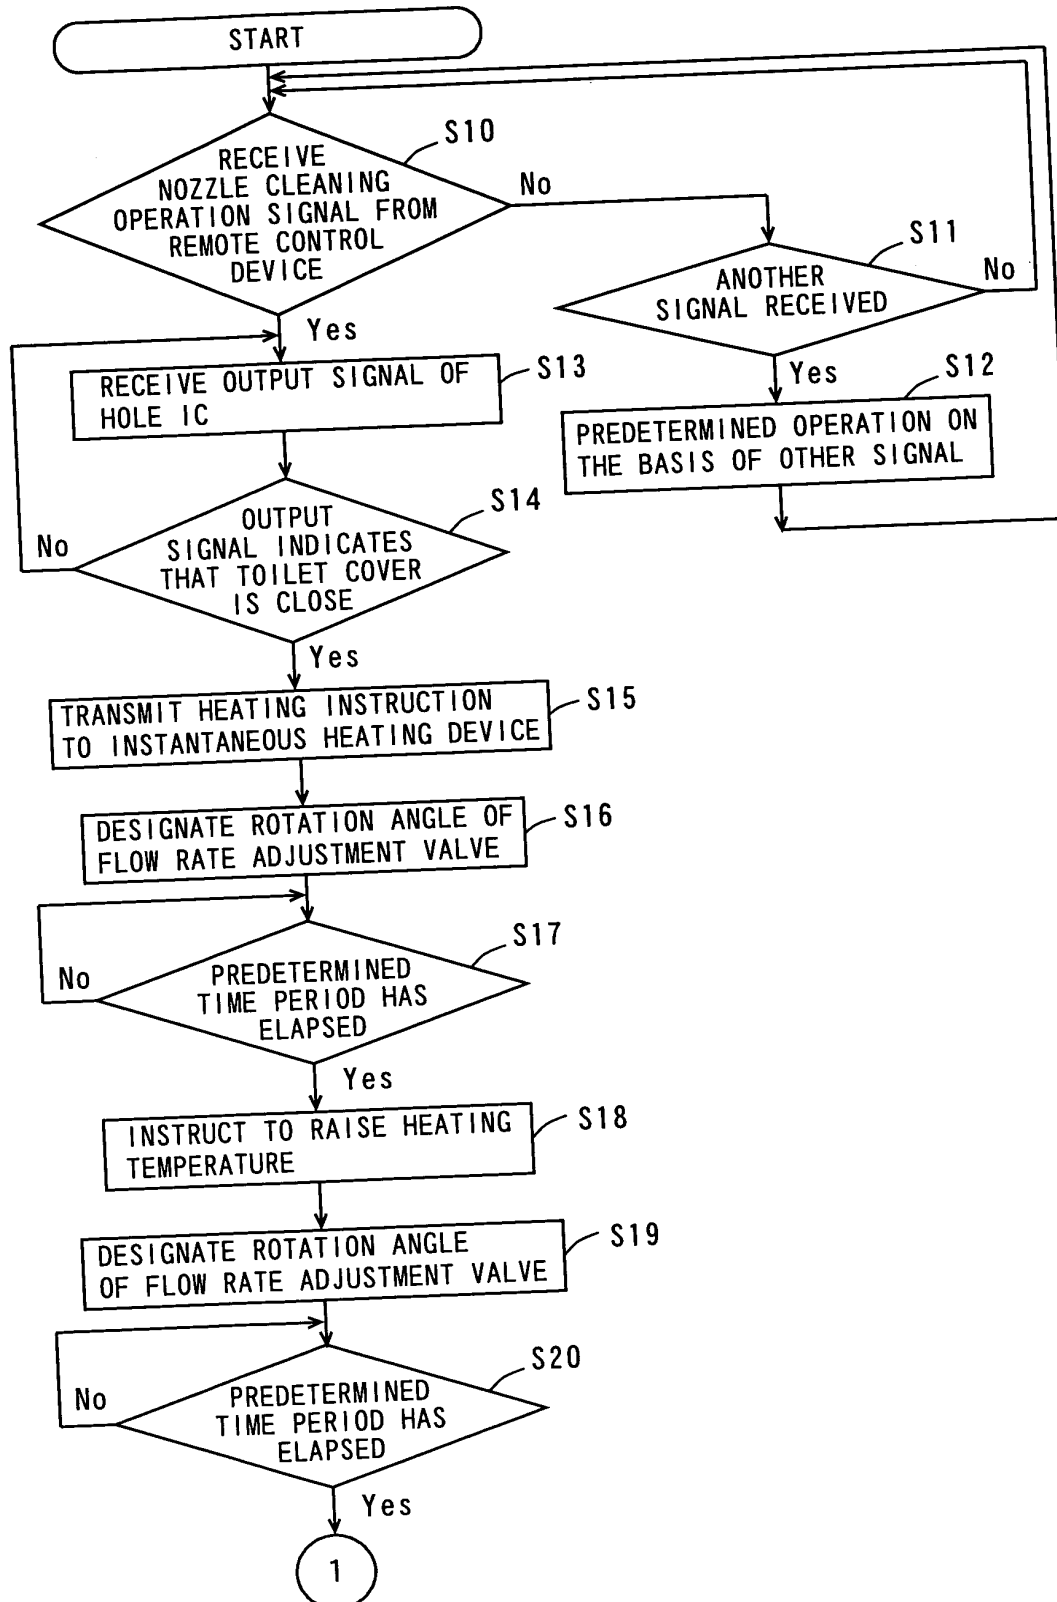 START
S10
RECEIVE
NOZZLE CLEANING
OPERATION SIGNAL FROM
REMOTE CONTROL
DEVICE
No
Yes
S11
ANOTHER
SIGNAL RECEIVED
No
Yes
S12
PREDETERMINED OPERATION ON
THE BASIS OF OTHER SIGNAL
S13
RECEIVE OUTPUT SIGNAL OF
HOLE IC
S14
OUTPUT
SIGNAL INDICATES
THAT TOILET COVER
IS CLOSE
No
Yes
S15
TRANSMIT HEATING INSTRUCTION
TO INSTANTANEOUS HEATING DEVICE
S16
DESIGNATE ROTATION ANGLE OF
FLOW RATE ADJUSTMENT VALVE
S17
PREDETERMINED
TIME PERIOD HAS
ELAPSED
No
Yes
S18
INSTRUCT TO RAISE HEATING
TEMPERATURE
S19
DESIGNATE ROTATION ANGLE
OF FLOW RATE ADJUSTMENT VALVE
S20
PREDETERMINED
TIME PERIOD HAS
ELAPSED
No
Yes
1